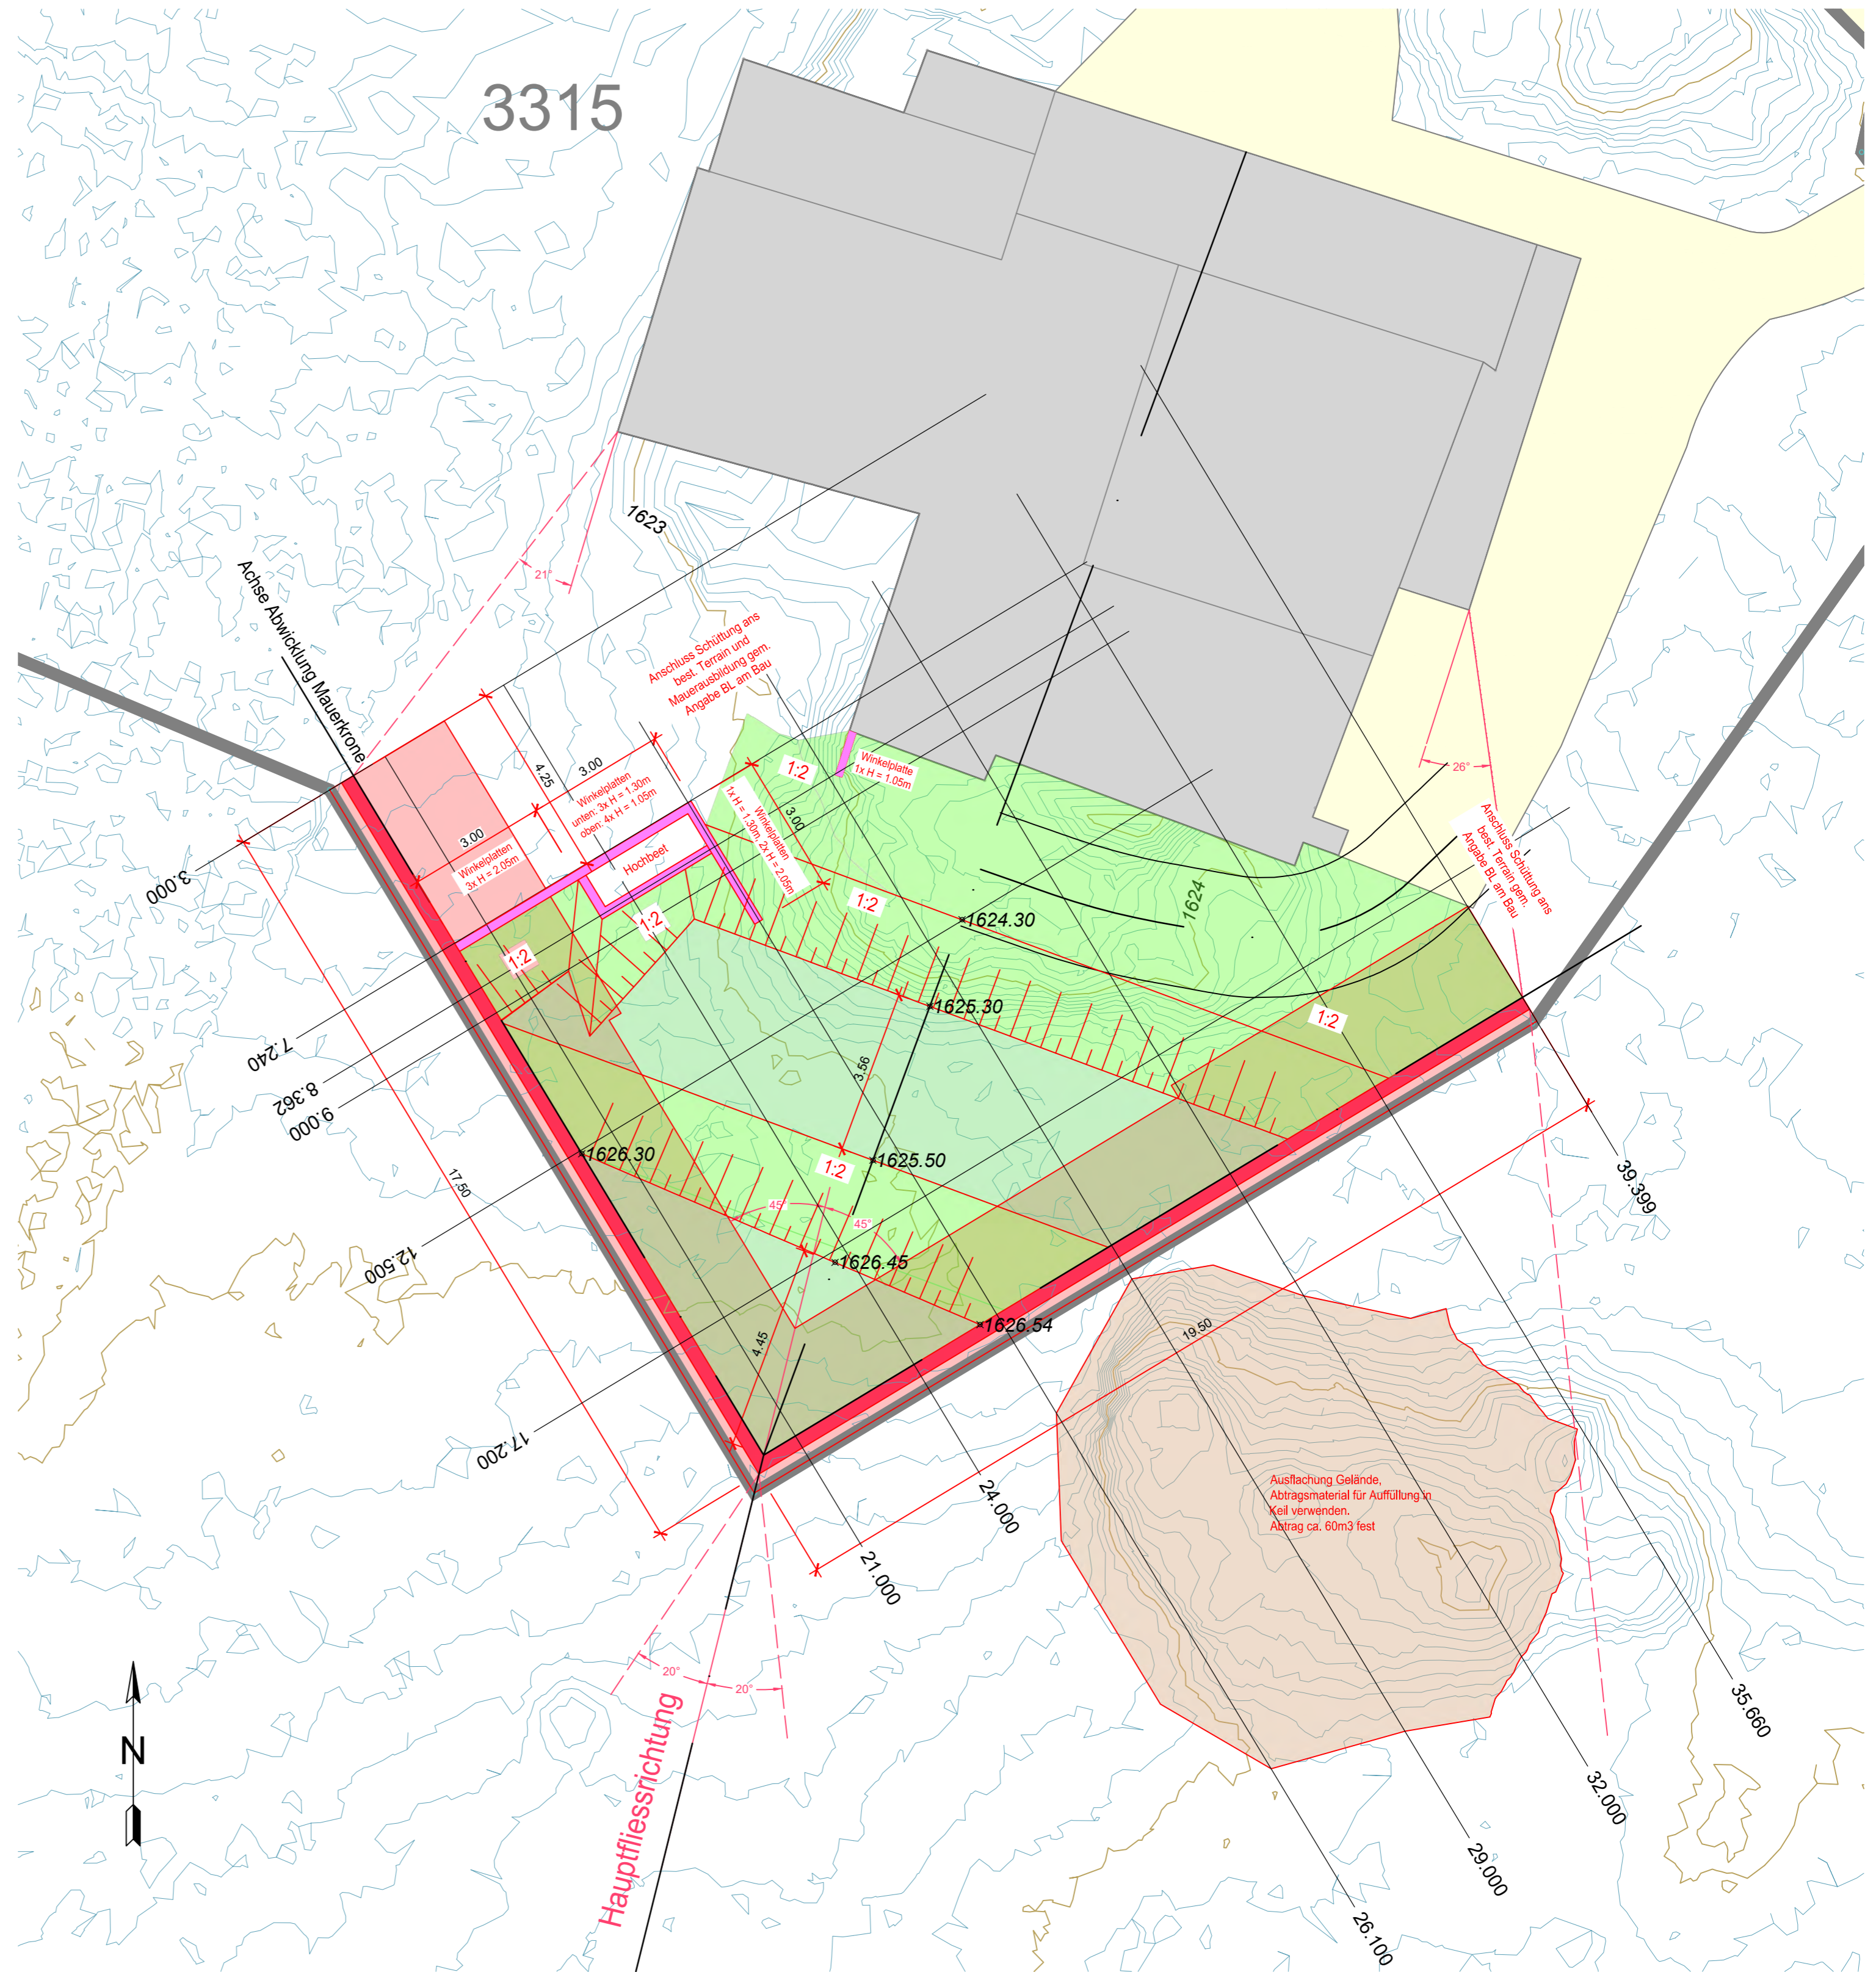 3315
1623
Achse Abwicklung Mauerkrone
21°
Anschluss Schüttung ans
best. Terrain und
Mauerausbildung gem.
Angabe BL am Bau
1:2
Winkelplatte
1x H = 1.05m
26°
4.25
3.00
Winkelplatten
unten: 3x H = 1.30m
oben: 4x H = 1.05m
3.00
Winkelplatten
1x H = 1.30m, 2x H = 2.05m
3.00
Winkelplatten
3x H = 2.05m
Hochbeet
Anschluss Schüttung ans
best. Terrain gem.
Angabe BL am Bau
3.000
1:2
1:2
1:2
1624
1624.30
1625.30
1:2
7.240
8.362
9.000
3.56
1626.30
1625.50
1:2
17.50
45°
45°
39.399
12.500
1626.45
1626.54
4.45
19.50
17.200
24.000
Ausflachung Gelände,
Abtragsmaterial für Auffüllung in
Keil verwenden.
Abtrag ca. 60m3 fest
21.000
20°
20°
35.660
N
Hauptfliessrichtung
32.000
29.000
26.100